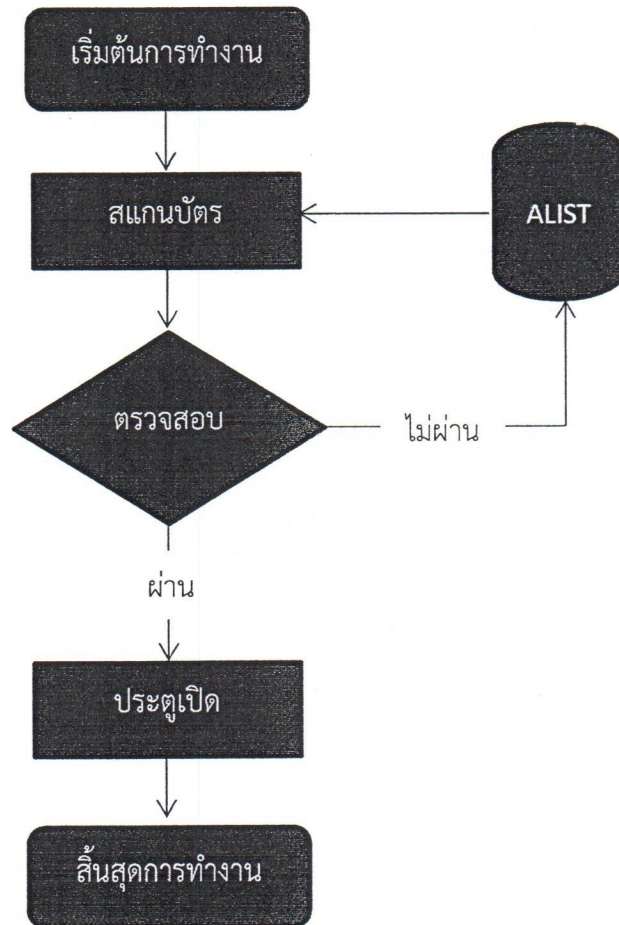 เริ่มต้นการทำงาน
สแกนบัตร
ALIST
ตรวจสอบ
ไม่ผ่าน
ผ่าน
ประตูเปิด
สิ้นสุดการทำงาน